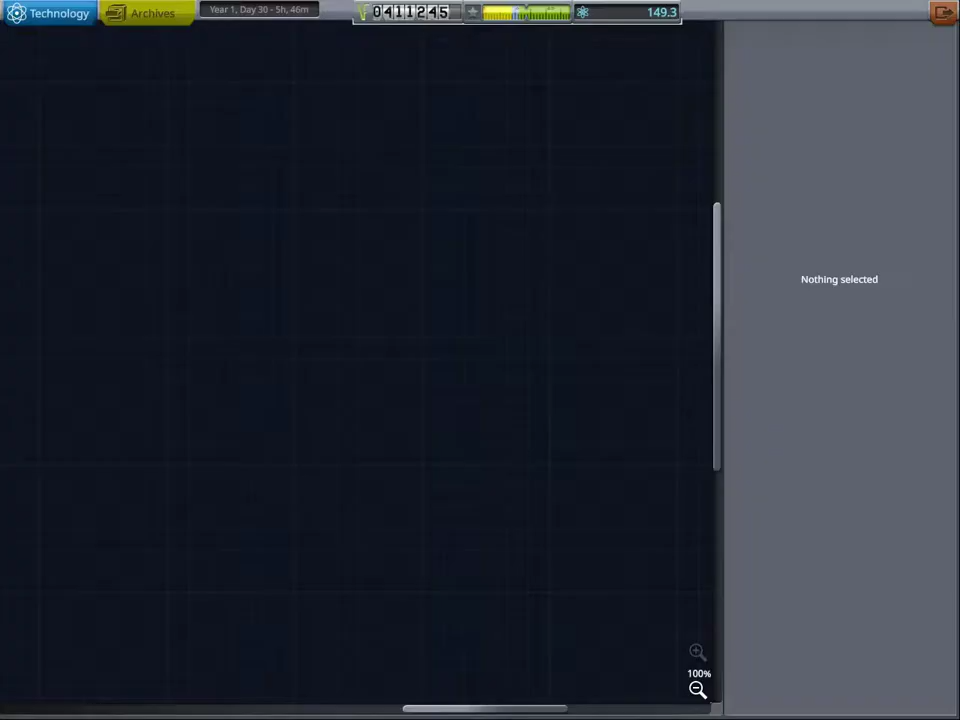 Technology
Archives
Year 1, Day 30 - 5h, 46m
0411245
149.3
Nothing selected
100%